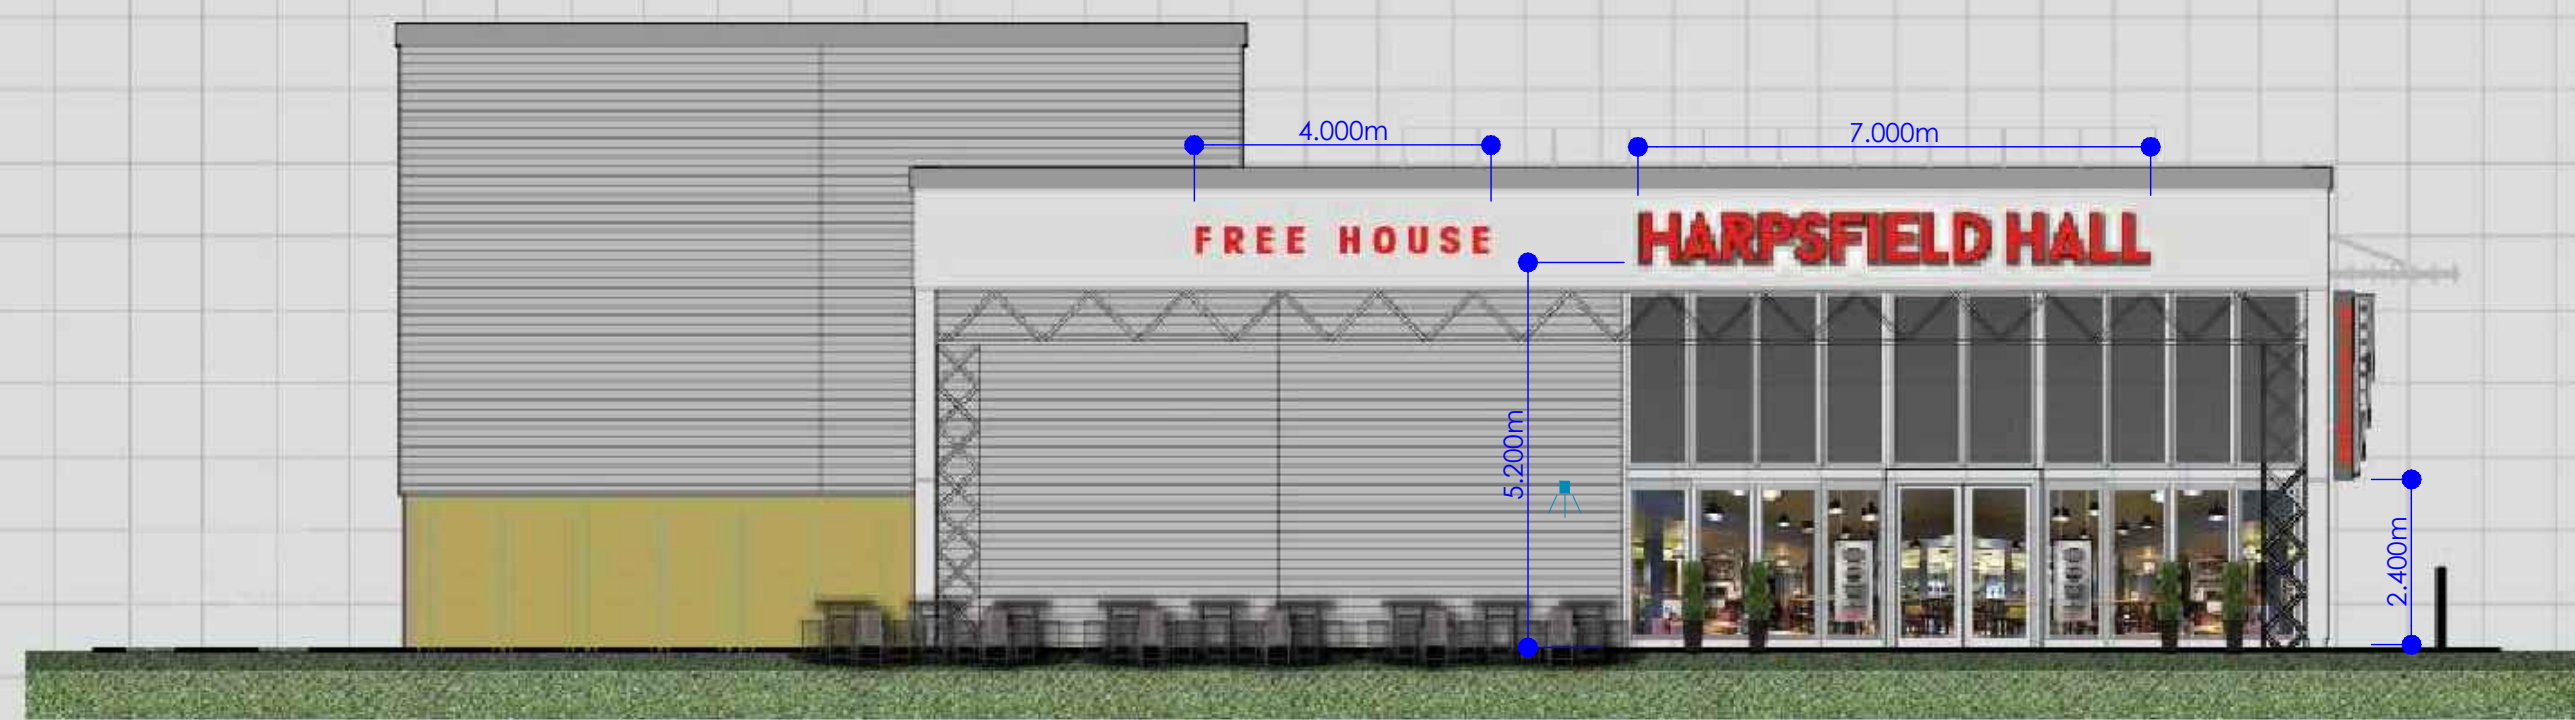 4.000m
7.000m
FREE HOUSE
HARPSFIELD HALL
5.200m
2.400m